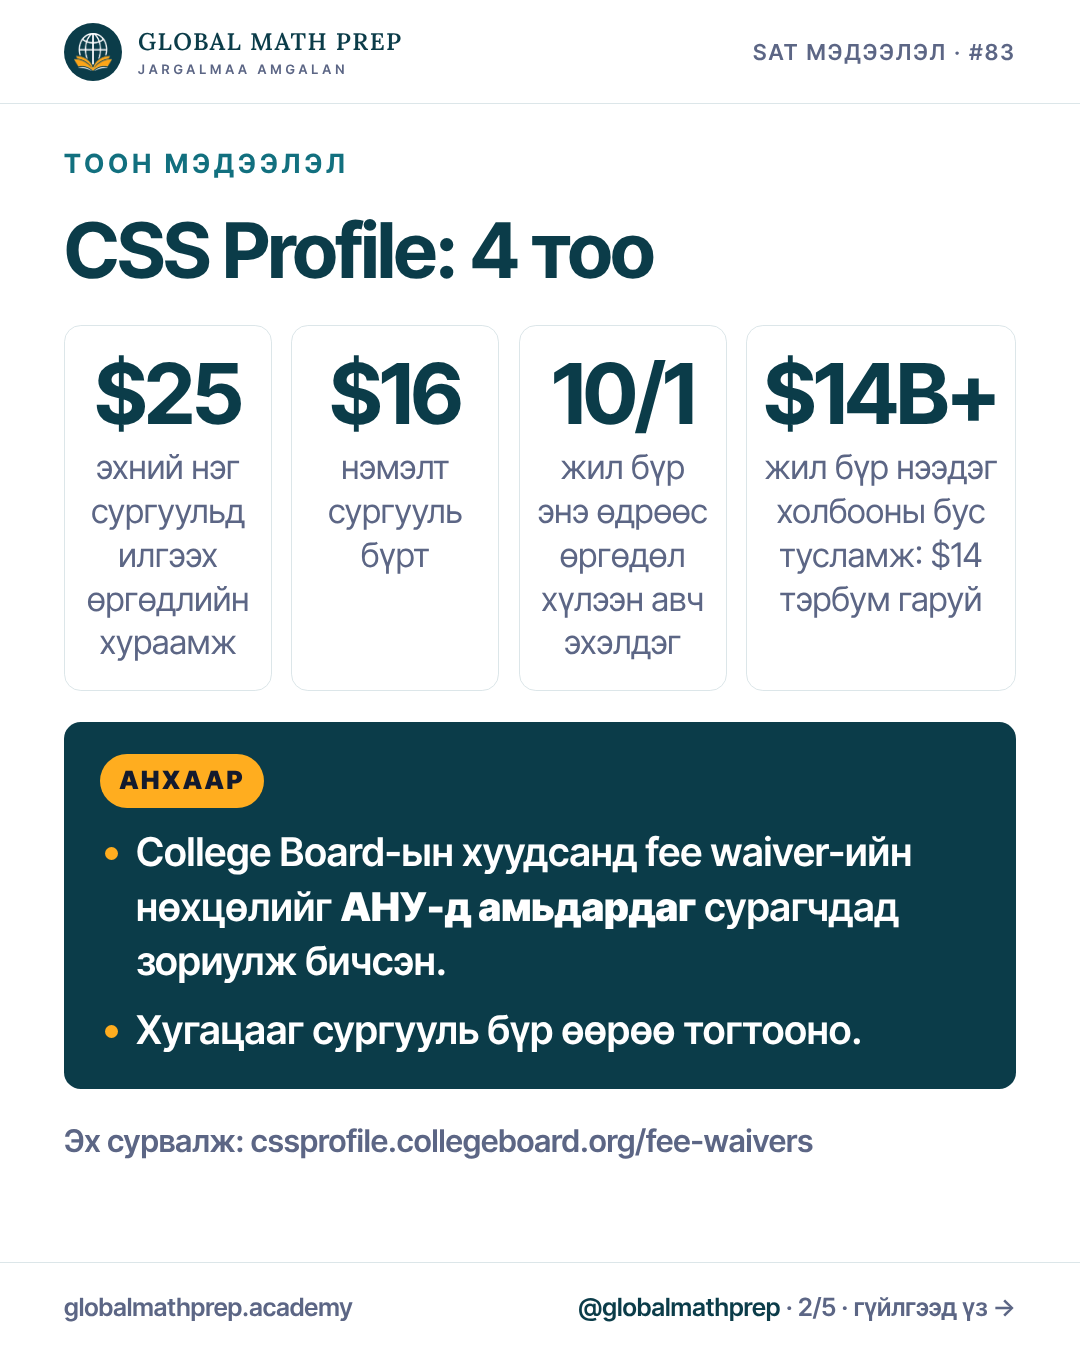 GLOBAL MATH PREP
JARGALMAA AMGALAN
SAT МЭДЭЭЛЭЛ · #83
ТООН МЭДЭЭЛЭЛ
CSS Profile: 4 тоо
$25
эхний нэг
сургуульд
илгээх
өргөдлийн
хураамж
$16
нэмэлт
сургууль
бүрт
10/1
жил бүр
энэ өдрөөс
өргөдөл
хүлээн авч
эхэлдэг
$14B+
жил бүр нээдэг
холбооны бус
тусламж: $14
тэрбум гаруй
АНХААР
• College Board-ын хуудсанд fee waiver-ийн
нөхцөлийг АНУ-д амьдардаг сурагчдад
зориулж бичсэн.
• Хугацааг сургууль бүр өөрөө тогтооно.
Эх сурвалж: cssprofile.collegeboard.org/fee-waivers
globalmathprep.academy
@globalmathprep · 2/5 · гүйлгээд үз →